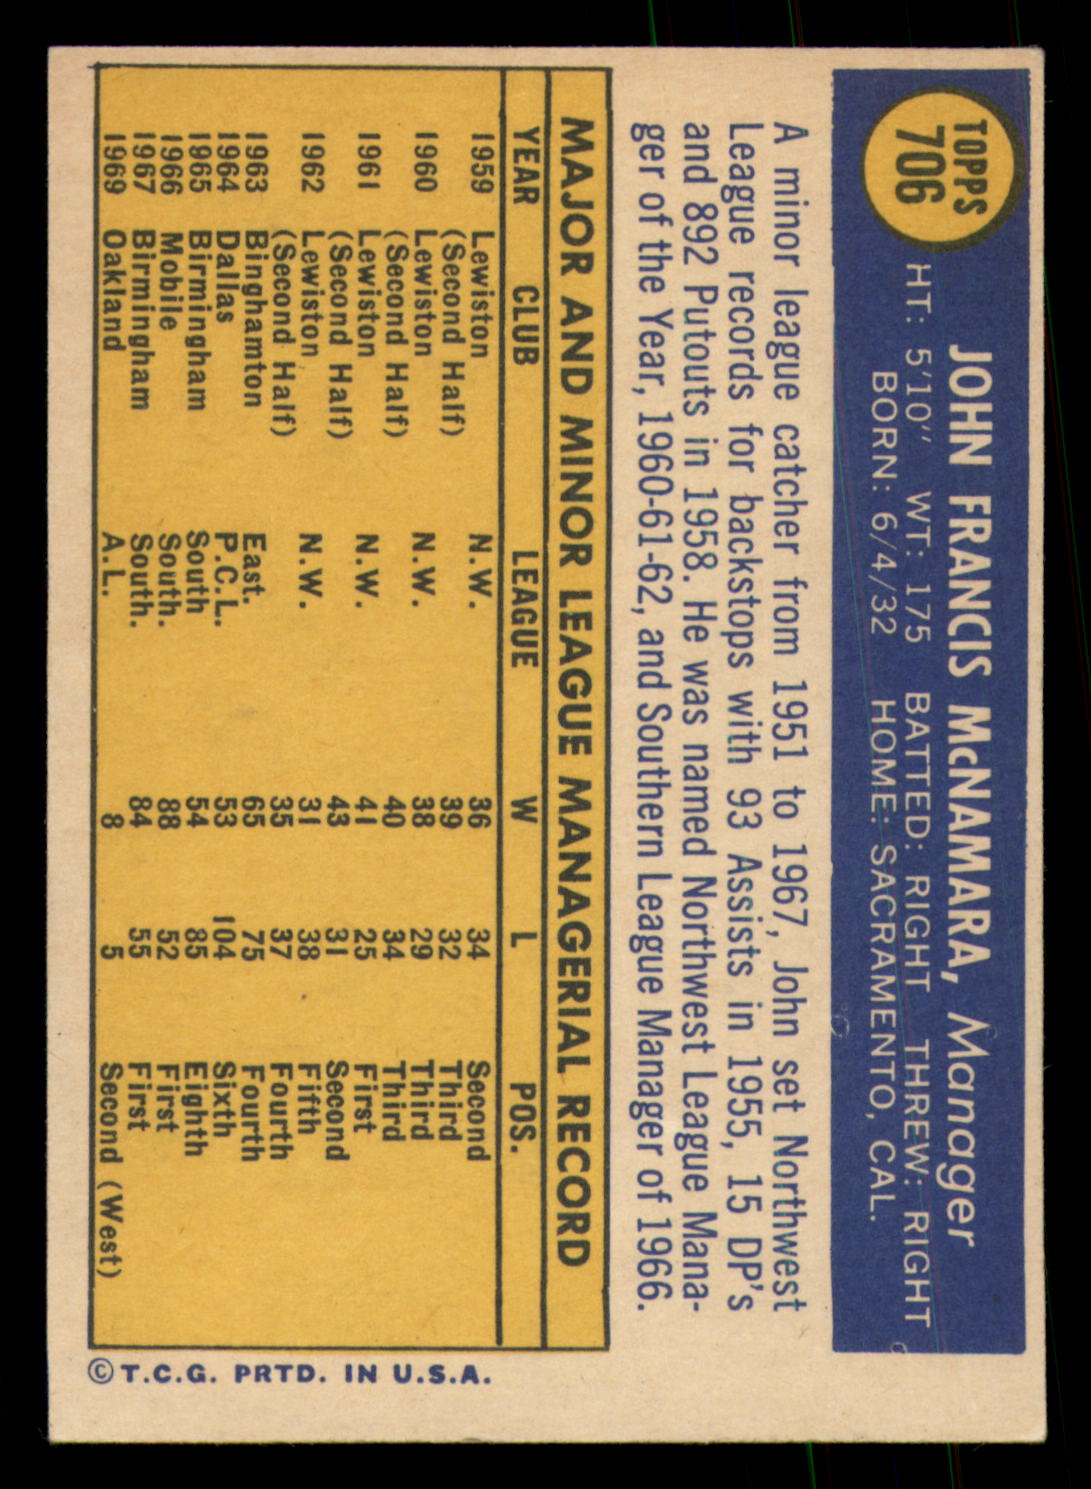 TOPPS
706
JOHN FRANCIS McNAMARA, Manager
HT: 5'10" WT: 175 BATTED: RIGHT THREW: RIGHT
BORN: 6/4/32 HOME: SACRAMENTO, CAL.
A minor league catcher from 1951 to 1967, John set Northwest
League records for backstops with 93 Assists in 1955, 15 DP's
and 892 Putouts in 1958. He was named Northwest League Mana-
ger of the Year, 1960-61-62, and Southern League Manager of 1966.
MAJOR AND MINOR LEAGUE MANAGERIAL RECORD
YEAR CLUB LEAGUE W L POS.
1959 Lewiston N.W. 36 34 Second
(Second Half) 39 32 Third
1960 Lewiston N.W. 38 29 Third
(Second Half) 40 34 Third
1961 Lewiston N.W. 41 25 First
(Second Half) 43 31 Second
1962 Lewiston N.W. 31 38 Fifth
(Second Half) 35 37 Fourth
1963 Binghamton East. 65 75 Fourth
1964 Dallas P.C.L. 53 104 Sixth
1965 Birmingham South 54 85 Eighth
1966 Mobile South. 88 52 First
1967 Birmingham South. 84 55 First
1969 Oakland A.L. 8 5 Second (West)
© T.C.G. PRTD. IN U.S.A.